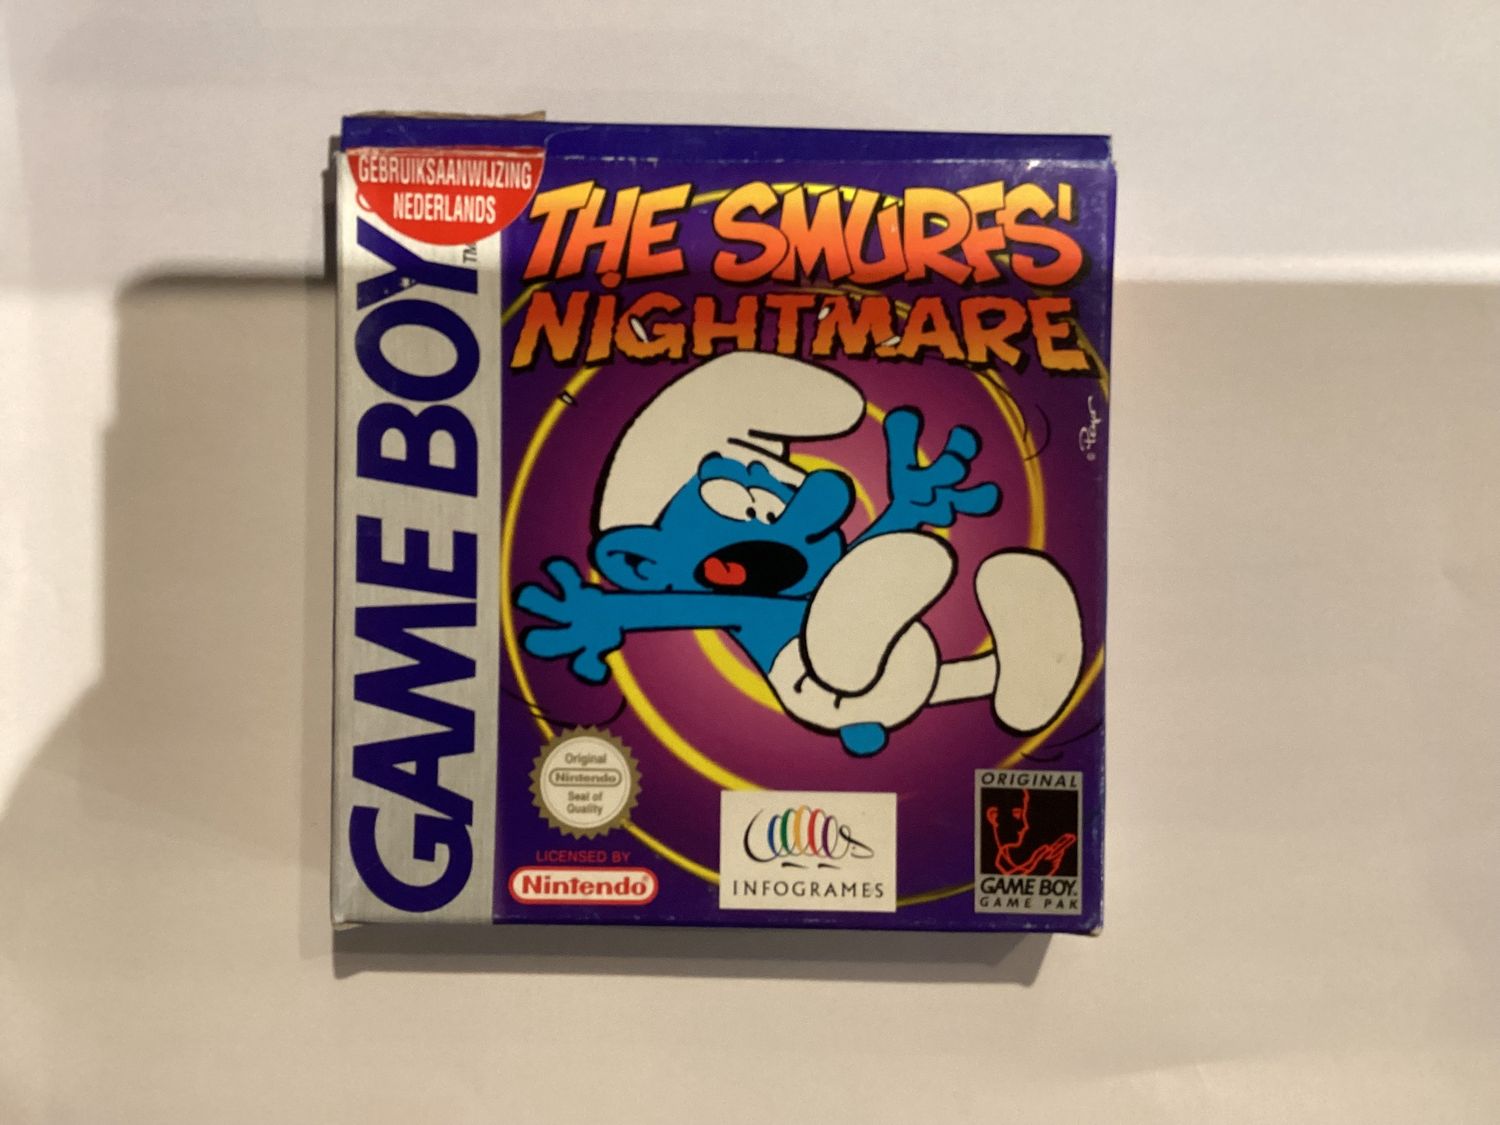 GEBRUIKSAANWIJZING
NEDERLANDS
GAME BOY
TM
THE SMURFS'
NIGHTMARE
© Peyo
Original
Nintendo
Seal of
Quality
LICENSED BY
Nintendo®
INFOGRAMES
ORIGINAL
GAME BOY
GAME PAK